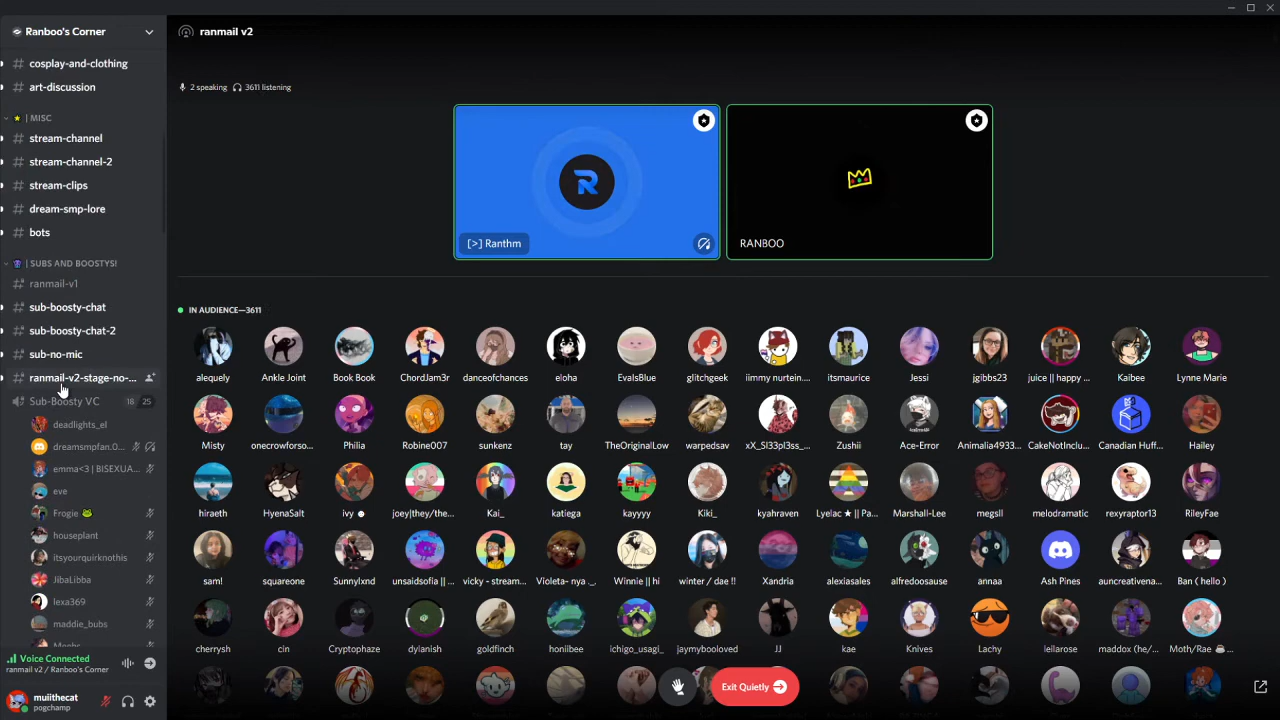 Ranboo's Corner
cosplay-and-clothing
art-discussion
| MISC
stream-channel
stream-channel-2
stream-clips
dream-smp-lore
bots
| SUBS AND BOOSTYS!
ranmail-v1
sub-boosty-chat
sub-boosty-chat-2
sub-no-mic
ranmail-v2-stage-no-...
Sub-Boosty VC 18 25
deadlights_el
dreamsmpfan.0...
emma<3 | BISEXUA...
eve
Frogie 🐸
houseplant
itsyourquirknothis
JibaLibba
lexa369
maddie_bubs
Voice Connected
ranmail v2 / Ranboo's Corner
muiithecat
pogchamp
ranmail v2
2 speaking 3611 listening
R
[>] Ranthm
RANBOO
IN AUDIENCE—3611
alequely Ankle Joint Book Book ChordJam3r danceofchances eloha EvalsBlue glitchgeek iimmy nurtein... itsmaurice Jessi jgibbs23 juice || happy ... Kaibee Lynne Marie
Misty onecrowforso... Philia Robine007 sunkenz tay TheOriginalLow warpedsav xX_Sl33pl3ss_... Zushii Ace-Error Animalia4933... CakeNotInclu... Canadian Huff... Hailey
hiraeth HyenaSalt ivy joey|they/the... Kai_ katiega kayyyy Kiki_ kyahraven Lyelac ★ || Pa... Marshall-Lee megsll melodramatic rexyraptor13 RileyFae
sam! squareone Sunnylxnd unsaidsofia || ... vicky - stream... Violeta- nya ._. Winnie || hi winter / dae !! Xandria alexiasales alfredoosause annaa Ash Pines auncreativena... Ban ( hello )
cherrysh cin Cryptophaze dyianish goldfinch honiibee ichigo_usagi_ jaymybooloved JJ kae Knives Lachy leilarose maddox (he/... Moth/Rae ☕ ...
Exit Quietly